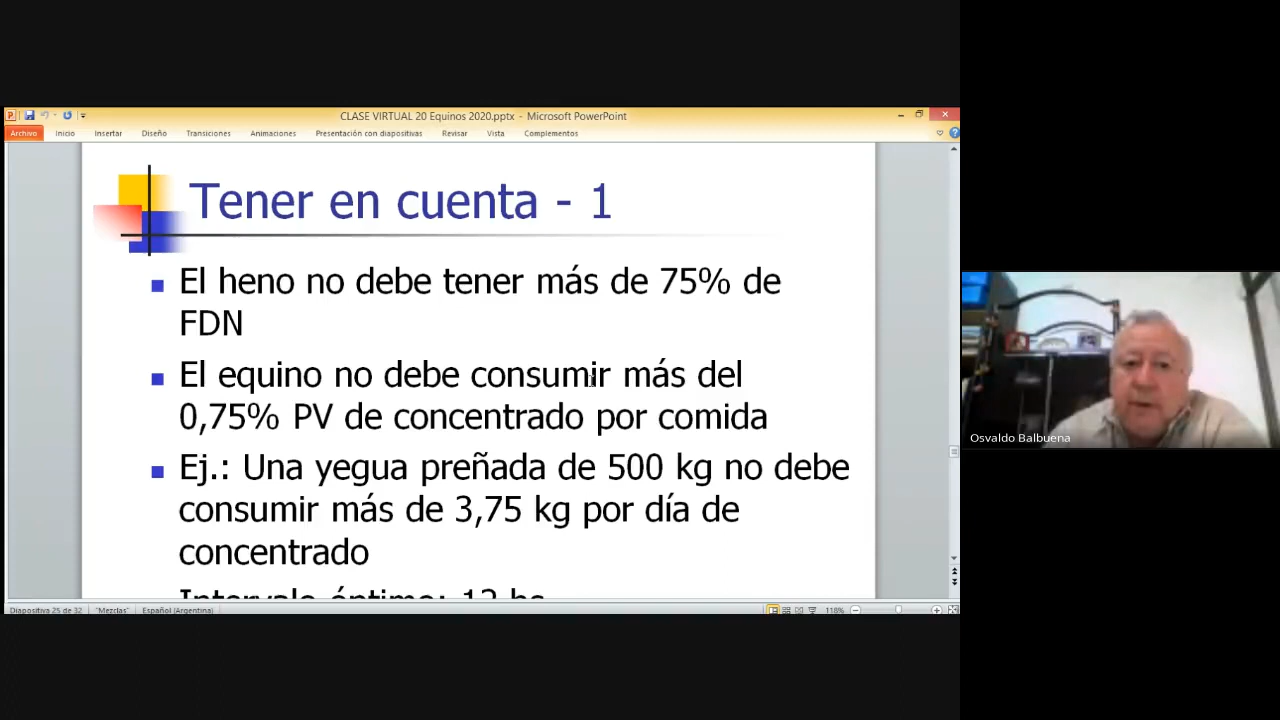 CLASE VIRTUAL 20 Equinos 2020.pptx - Microsoft PowerPoint
Archivo Inicio Insertar Diseño Transiciones Animaciones Presentación con diapositivas Revisar Vista Complementos
Tener en cuenta - 1
El heno no debe tener más de 75% de
FDN
El equino no debe consumir más del
0,75% PV de concentrado por comida
Ej.: Una yegua preñada de 500 kg no debe
consumir más de 3,75 kg por día de
concentrado
Intervalo óptimo: 12 hs
Osvaldo Balbuena
Diapositiva 25 de 32 "Mezclas" Español (Argentina) 118%